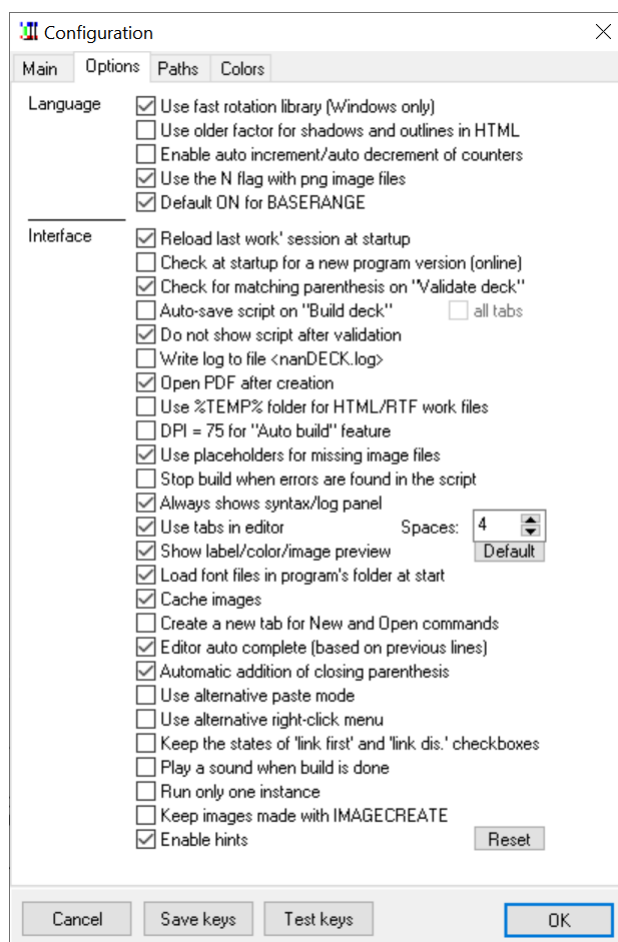 Configuration
Main Options Paths Colors
Language Use fast rotation library (Windows only)
Use older factor for shadows and outlines in HTML
Enable auto increment/auto decrement of counters
Use the N flag with png image files
Default ON for BASERANGE
Interface Reload last work' session at startup
Check at startup for a new program version (online)
Check for matching parenthesis on "Validate deck"
Auto-save script on "Build deck" all tabs
Do not show script after validation
Write log to file <nanDECK.log>
Open PDF after creation
Use %TEMP% folder for HTML/RTF work files
DPI = 75 for "Auto build" feature
Use placeholders for missing image files
Stop build when errors are found in the script
Always shows syntax/log panel
Use tabs in editor Spaces: 4
Show label/color/image preview Default
Load font files in program's folder at start
Cache images
Create a new tab for New and Open commands
Editor auto complete (based on previous lines)
Automatic addition of closing parenthesis
Use alternative paste mode
Use alternative right-click menu
Keep the states of 'link first' and 'link dis.' checkboxes
Play a sound when build is done
Run only one instance
Keep images made with IMAGECREATE
Enable hints Reset
Cancel Save keys Test keys OK